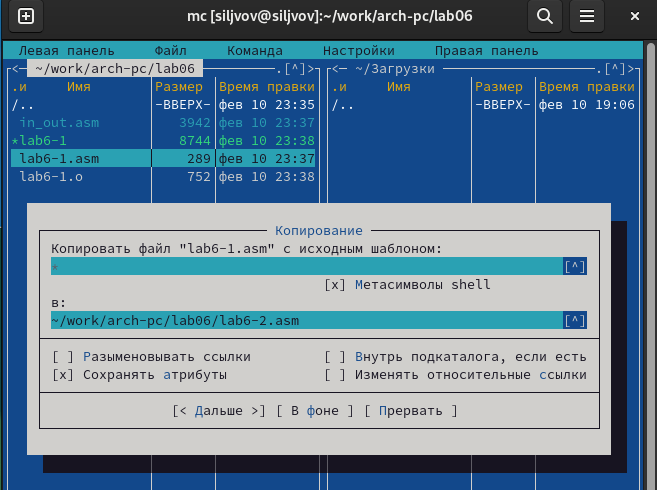 mc [siljvov@siljvov]:~/work/arch-pc/lab06
Левая панель Файл Команда Настройки Правая панель
<— ~/work/arch-pc/lab06 .[^]> <— ~/Загрузки .[^]>
.и Имя Размер Время правки .и Имя Размер Время правки
/.. -ВВЕРХ- фев 10 23:35 /.. -ВВЕРХ- фев 10 19:06
in_out.asm 3942 фев 10 23:37
*lab6-1 8744 фев 10 23:38
lab6-1.asm 289 фев 10 23:37
lab6-1.o 752 фев 10 23:38
Копирование
Копировать файл "lab6-1.asm" с исходным шаблоном:
* [^]
[x] Метасимволы shell
в:
~/work/arch-pc/lab06/lab6-2.asm [^]
[ ] Разыменовывать ссылки [ ] Внутрь подкаталога, если есть
[x] Сохранять атрибуты [ ] Изменять относительные ссылки
[< Дальше >] [ В фоне ] [ Прервать ]